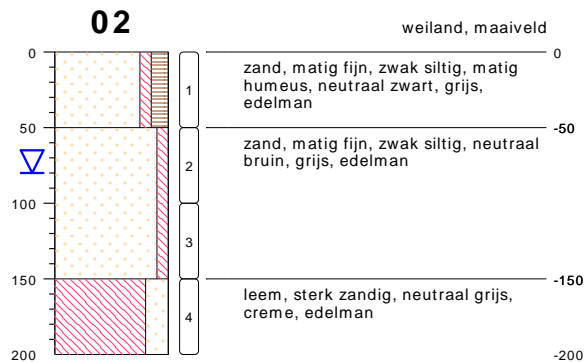 02
weiland, maaiveld
0
0
zand, matig fijn, zwak siltig, matig
humeus, neutraal zwart, grijs,
edelman
1
50
-50
zand, matig fijn, zwak siltig, neutraal
bruin, grijs, edelman
2
100
3
150
-150
leem, sterk zandig, neutraal grijs,
creme, edelman
4
200
-200